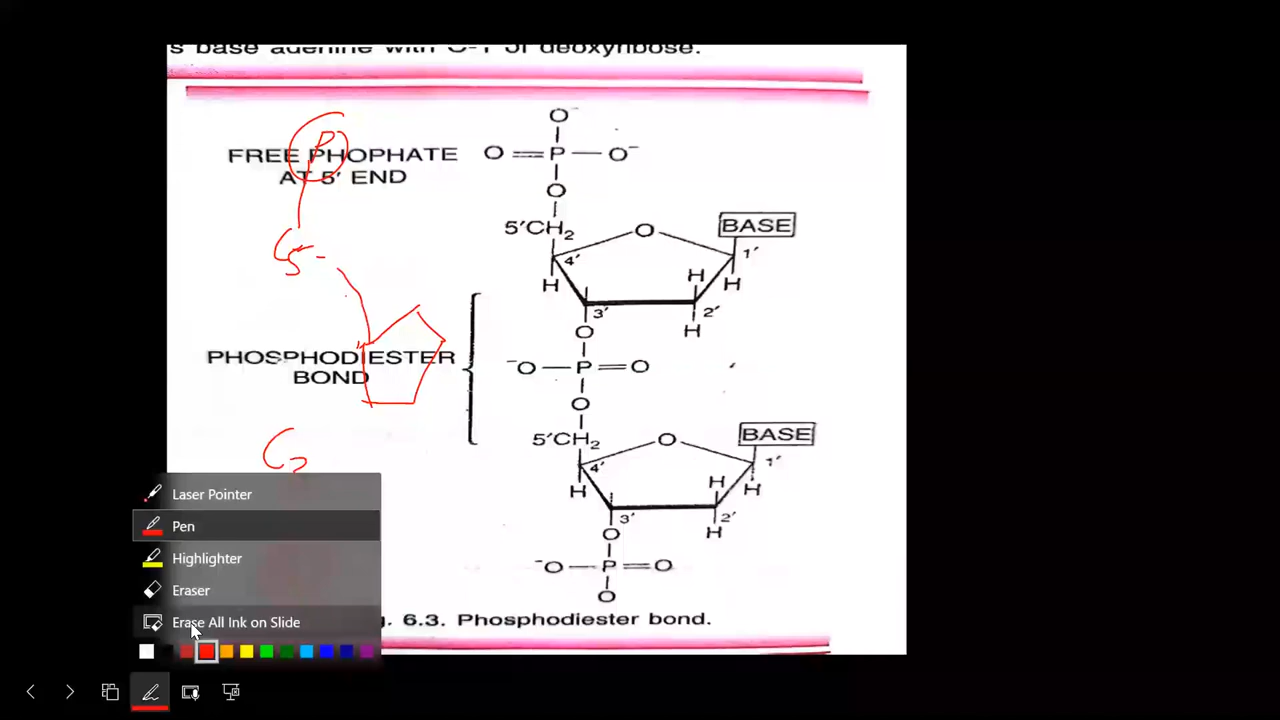 s base adenine with C-1 of deoxyribose.
O⁻
FREE PHOPHATE
AT 5′ END
O = P — O⁻
P
O
5′CH₂
O
BASE
C5
4′
1′
H
H
H
3′
2′
O
H
PHOSPHODIESTER
BOND
⁻O — P = O
O
5′CH₂
O
BASE
C
4′
1′
H
H
H
3′
2′
O
H
⁻O — P = O
O
Laser Pointer
Pen
Highlighter
Eraser
Erase All Ink on Slide
. 6.3. Phosphodiester bond.